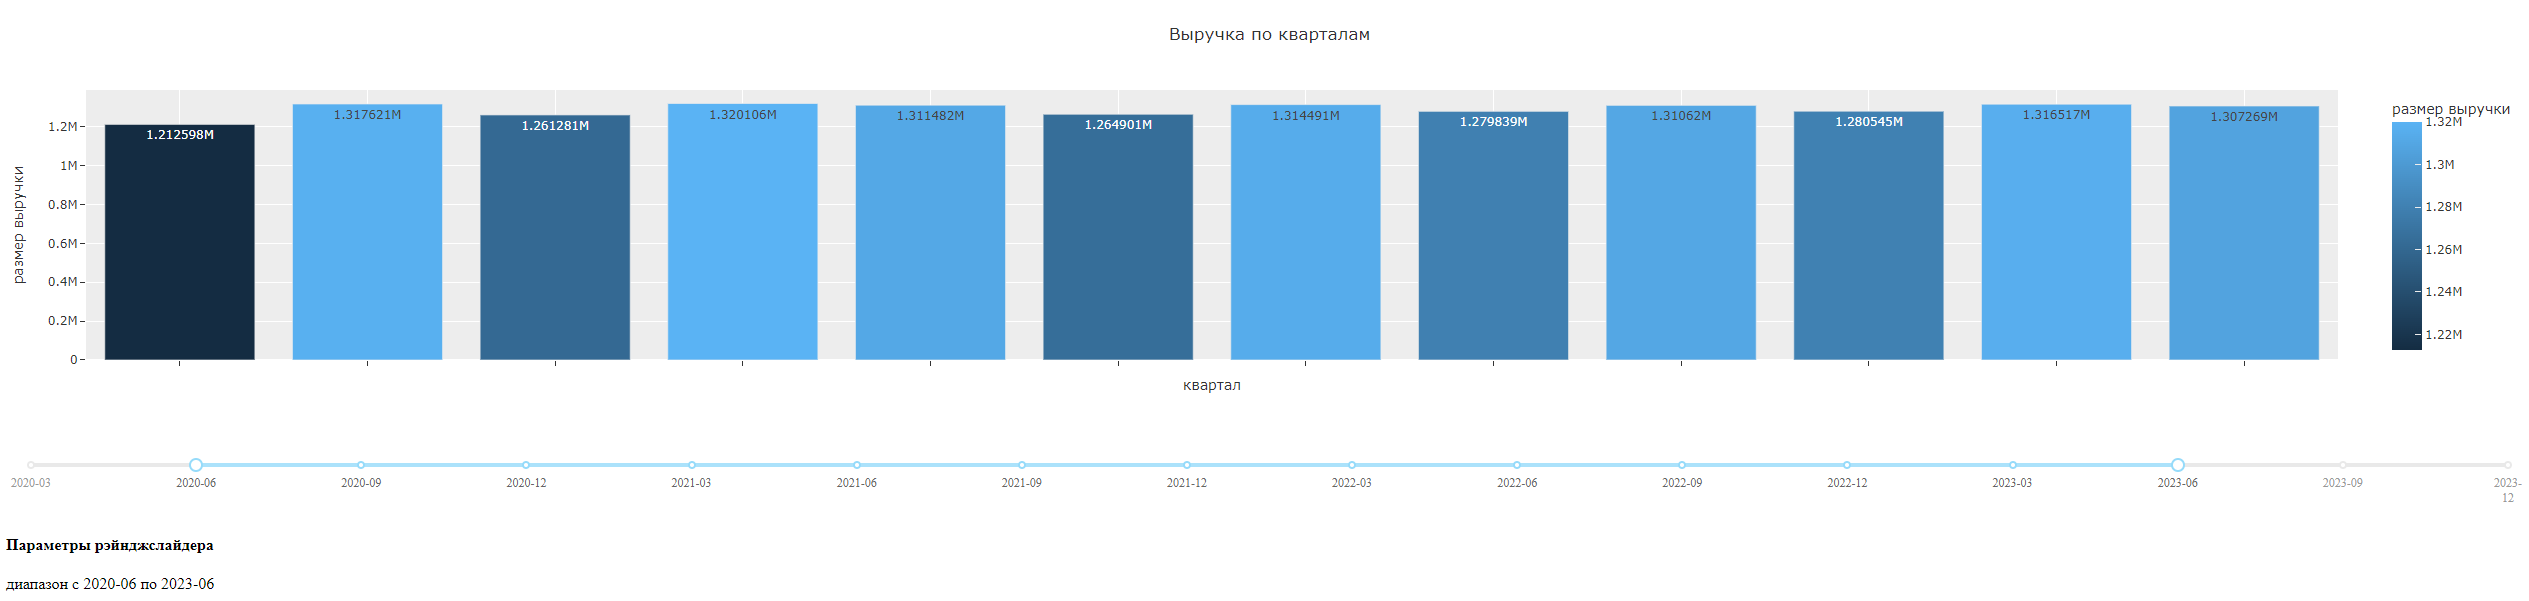 Выручка по кварталам
размер выручки
1.2M
1M
0.8M
0.6M
0.4M
0.2M
0
1.212598M
1.317621M
1.261281M
1.320106M
1.311482M
1.264901M
1.314491M
1.279839M
1.31062M
1.280545M
1.316517M
1.307269M
квартал
размер выручки
1.32M
1.3M
1.28M
1.26M
1.24M
1.22M
2020-03
2020-06
2020-09
2020-12
2021-03
2021-06
2021-09
2021-12
2022-03
2022-06
2022-09
2022-12
2023-03
2023-06
2023-09
2023-
12
Параметры рэйнджслайдера
диапазон с 2020-06 по 2023-06